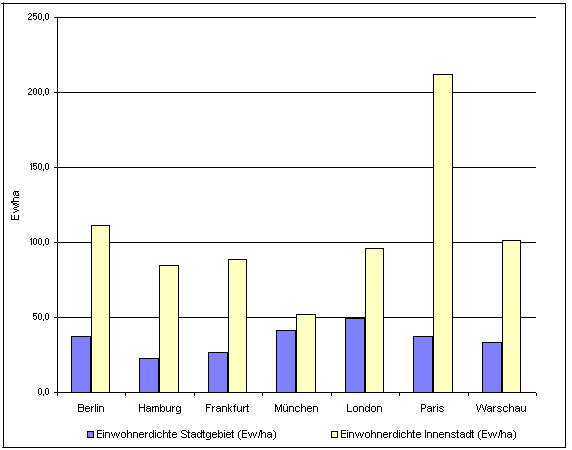 250,0
200,0
150,0
100,0
50,0
0,0
Ew/ha
Berlin Hamburg Frankfurt München London Paris Warschau
Einwohnerdichte Stadtgebiet (Ew/ha) Einwohnerdichte Innenstadt (Ew/ha)